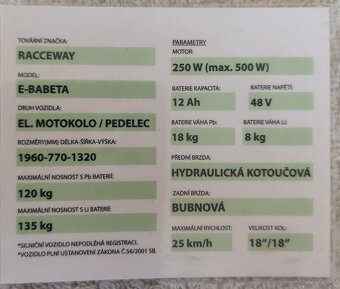 TOVÁRNÍ ZNAČKA:
RACCEWAY
MODEL:
E-BABETA
DRUH VOZIDLA:
EL. MOTOKOLO / PEDELEC
ROZMĚRY(MM) DÉLKA-ŠÍŘKA-VÝŠKA:
1960-770-1320
MAXIMÁLNÍ NOSNOST S Pb BATERIÍ:
120 kg
MAXIMÁLNÍ NOSNOST S Li BATERIÍ:
135 kg
*SILNIČNÍ VOZIDLO NEPODLÉHÁ REGISTRACI.
*VOZIDLO PLNÍ USTANOVENÍ ZÁKONA Č.56/2001 SB.
PARAMETRY
MOTOR:
250 W (max. 500 W)
BATERIE KAPACITA: BATERIE NAPĚTÍ:
12 Ah 48 V
BATERIE VÁHA Pb: BATERIE VÁHA Li:
18 kg 8 kg
PŘEDNÍ BRZDA:
HYDRAULICKÁ KOTOUČOVÁ
ZADNÍ BRZDA:
BUBNOVÁ
MAXIMÁLNÍ RYCHLOST: VELIKOST KOL:
25 km/h 18“/18“